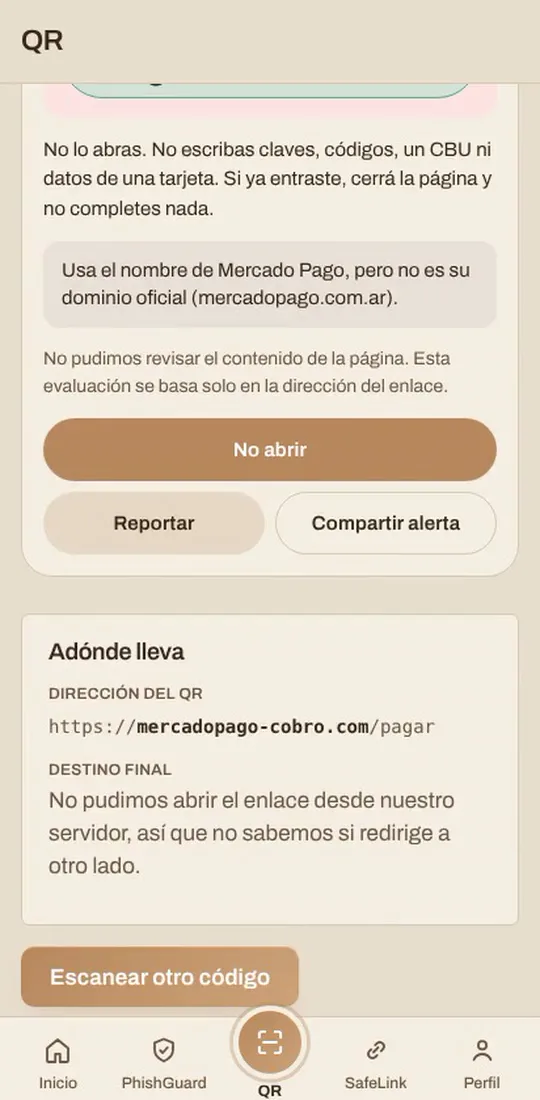 QR
No lo abras. No escribas claves, códigos, un CBU ni
datos de una tarjeta. Si ya entraste, cerrá la página y
no completes nada.
Usa el nombre de Mercado Pago, pero no es su
dominio oficial (mercadopago.com.ar).
No pudimos revisar el contenido de la página. Esta
evaluación se basa solo en la dirección del enlace.
No abrir
Reportar
Compartir alerta
Adónde lleva
DIRECCIÓN DEL QR
https://mercadopago-cobro.com/pagar
DESTINO FINAL
No pudimos abrir el enlace desde nuestro
servidor, así que no sabemos si redirige a
otro lado.
Escanear otro código
Inicio
PhishGuard
QR
SafeLink
Perfil